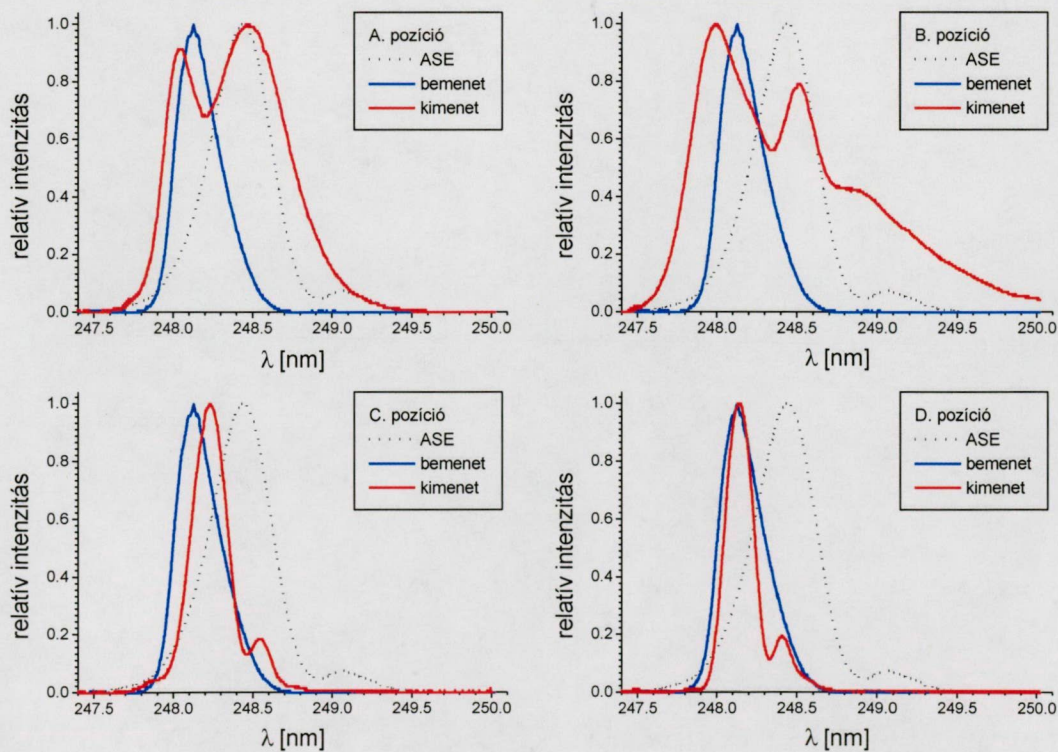 A. pozíció
ASE
bemenet
kimenet
relatív intenzitás
1.0
0.8
0.6
0.4
0.2
0.0
247.5 248.0 248.5 249.0 249.5 250.0
λ [nm]
B. pozíció
ASE
bemenet
kimenet
relatív intenzitás
1.0
0.8
0.6
0.4
0.2
0.0
247.5 248.0 248.5 249.0 249.5 250.0
λ [nm]
C. pozíció
ASE
bemenet
kimenet
relatív intenzitás
1.0
0.8
0.6
0.4
0.2
0.0
247.5 248.0 248.5 249.0 249.5 250.0
λ [nm]
D. pozíció
ASE
bemenet
kimenet
relatív intenzitás
1.0
0.8
0.6
0.4
0.2
0.0
247.5 248.0 248.5 249.0 249.5 250.0
λ [nm]